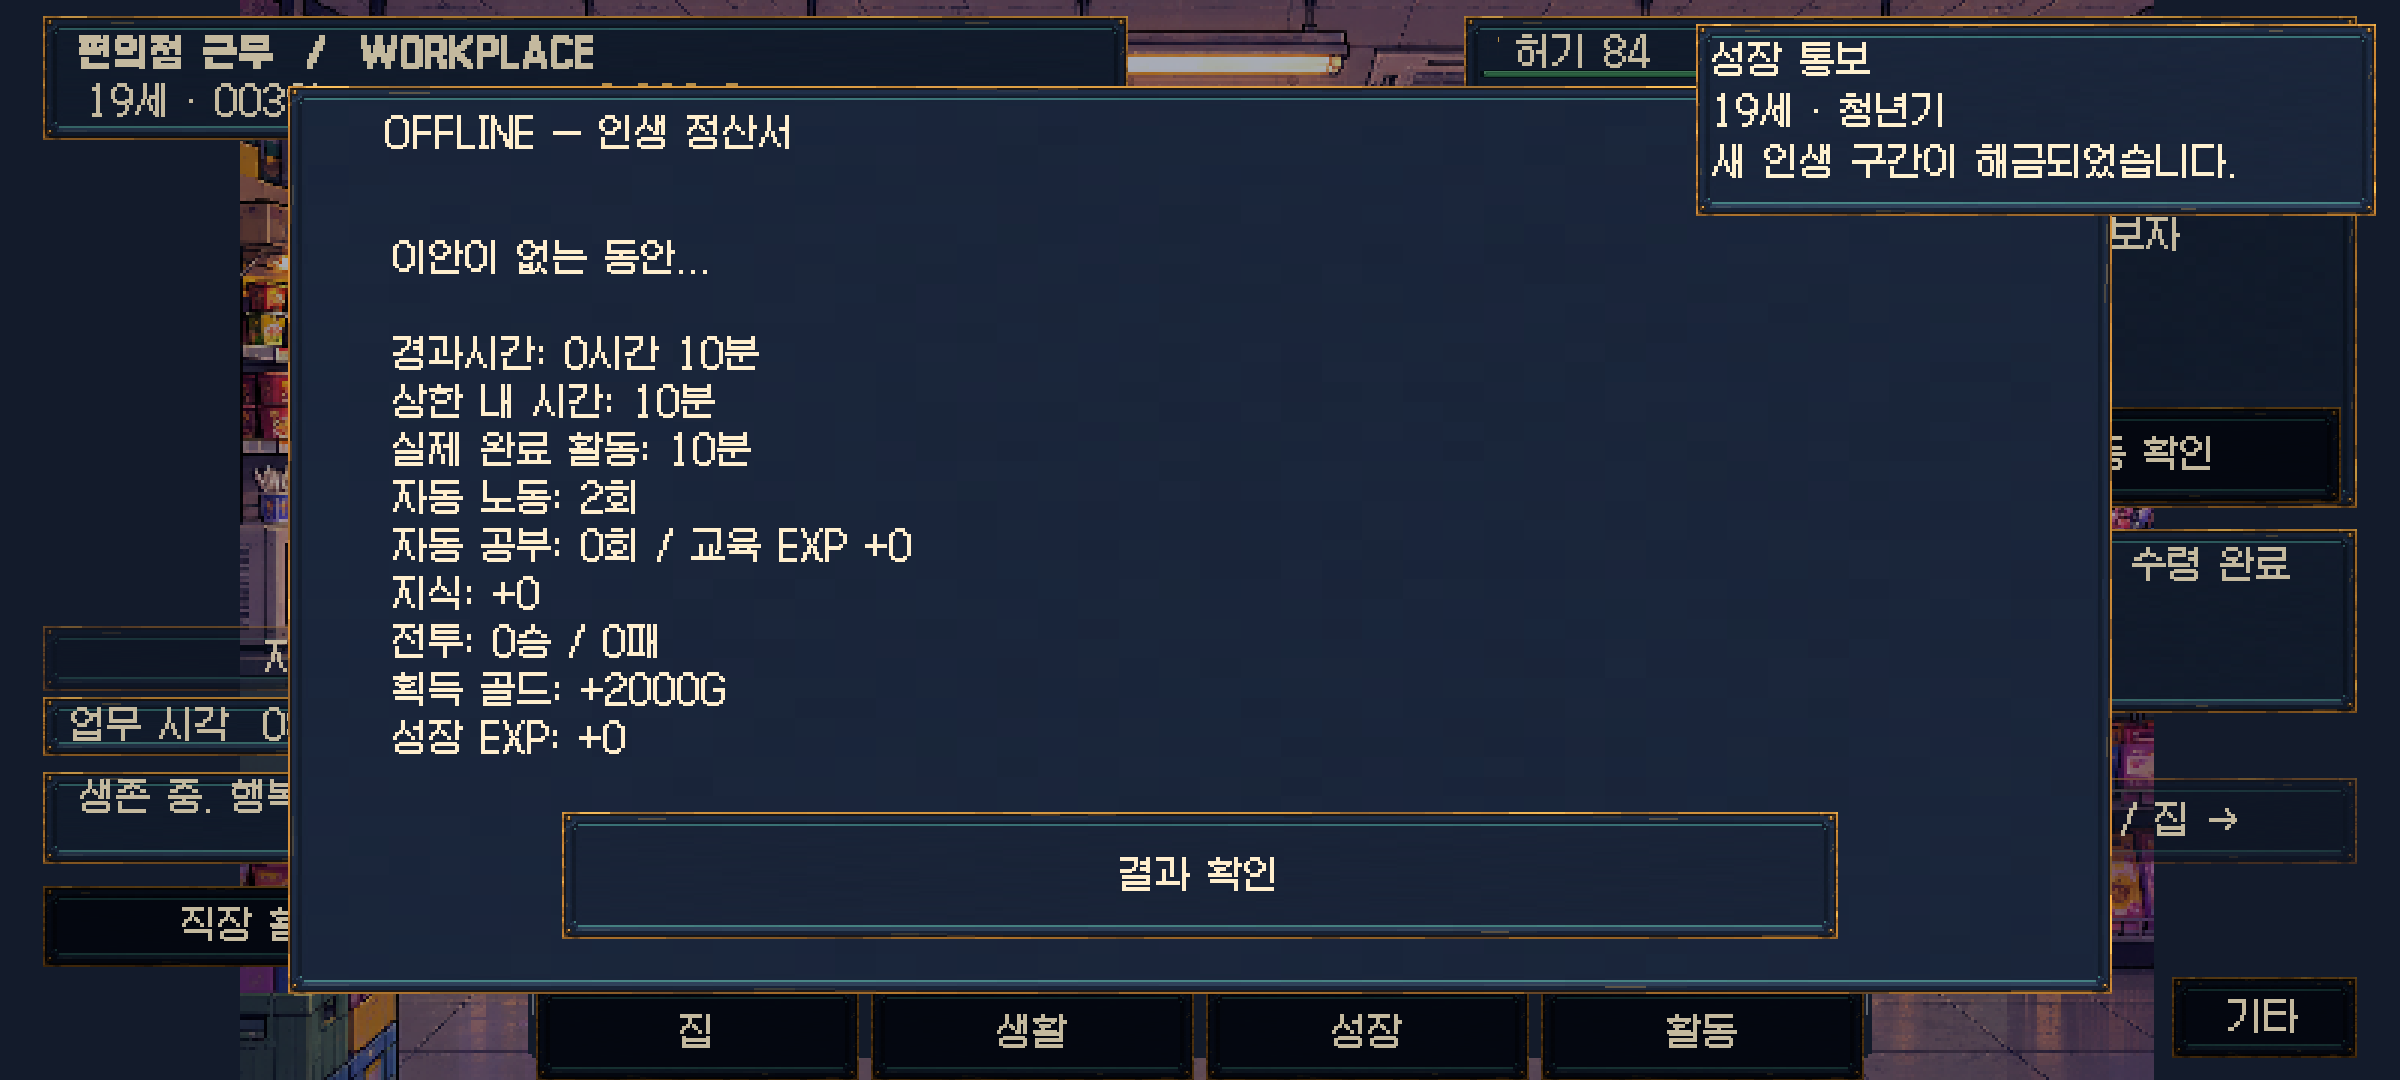 편의점 근무 / WORKPLACE
19세 · 003
허기 84
성장 통보
19세 · 청년기
새 인생 구간이 해금되었습니다.
OFFLINE — 인생 정산서
이안이 없는 동안...
경과시간: 0시간 10분
상한 내 시간: 10분
실제 완료 활동: 10분
자동 노동: 2회
자동 공부: 0회 / 교육 EXP +0
지식: +0
전투: 0승 / 0패
획득 골드: +2000G
성장 EXP: +0
결과 확인
보자
확인
수령 완료
업무 시각
생존 중.
/ 집 →
직장
집
생활
성장
활동
기타